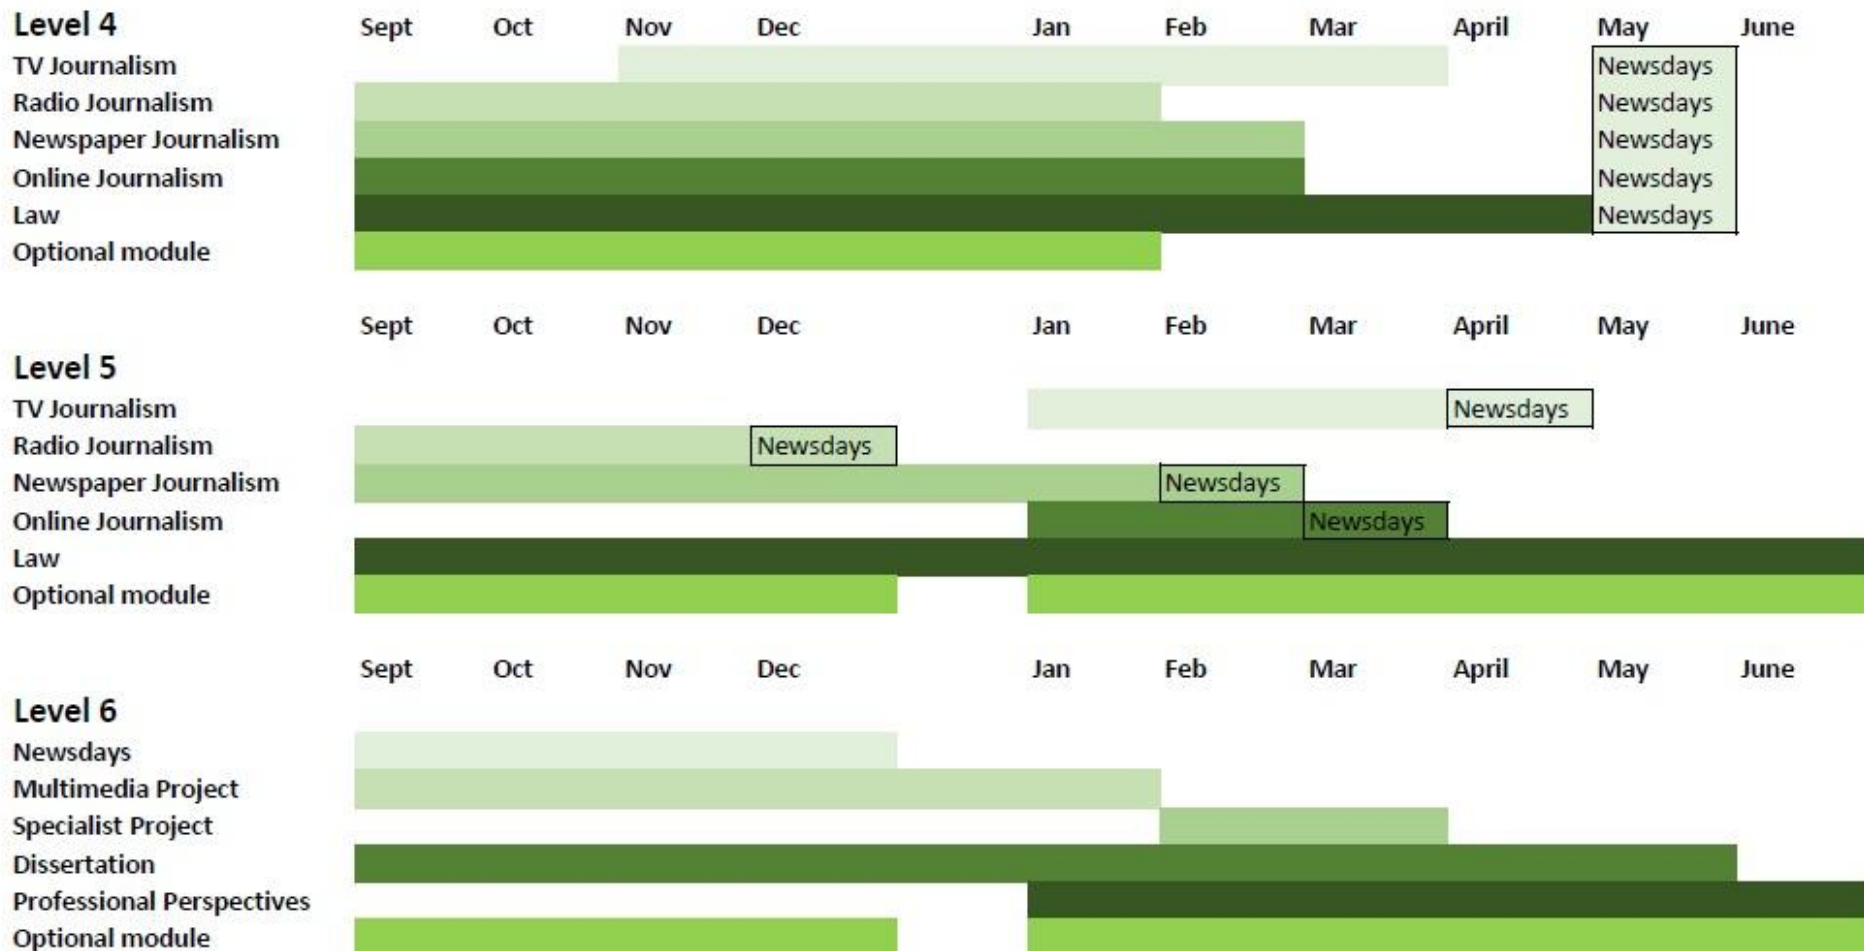 Level 4 Sept Oct Nov Dec Jan Feb Mar April May June
TV Journalism Newsdays
Radio Journalism Newsdays
Newspaper Journalism Newsdays
Online Journalism Newsdays
Law Newsdays
Optional module
Sept Oct Nov Dec Jan Feb Mar April May June
Level 5
TV Journalism Newsdays
Radio Journalism Newsdays
Newspaper Journalism Newsdays
Online Journalism Newsdays
Law
Optional module
Sept Oct Nov Dec Jan Feb Mar April May June
Level 6
Newsdays
Multimedia Project
Specialist Project
Dissertation
Professional Perspectives
Optional module